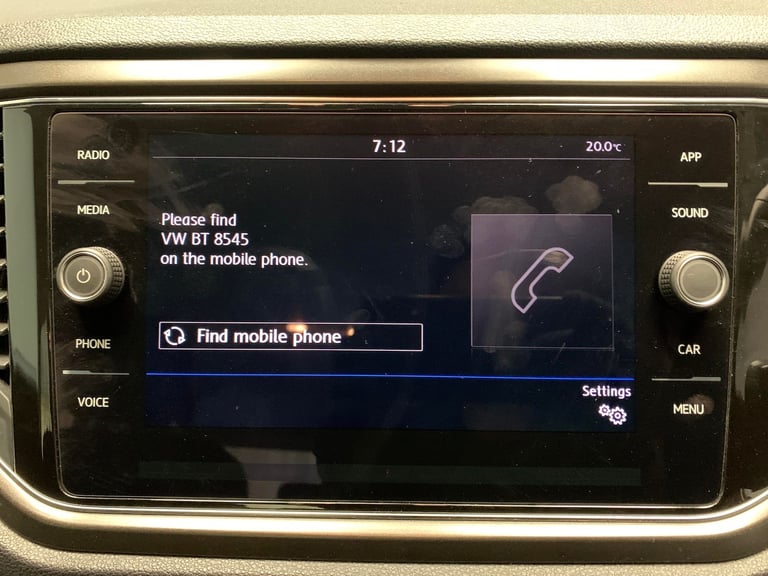 7:12
20.0°C
RADIO
MEDIA
PHONE
VOICE
Please find
VW BT 8545
on the mobile phone.
Find mobile phone
Settings
APP
SOUND
CAR
MENU